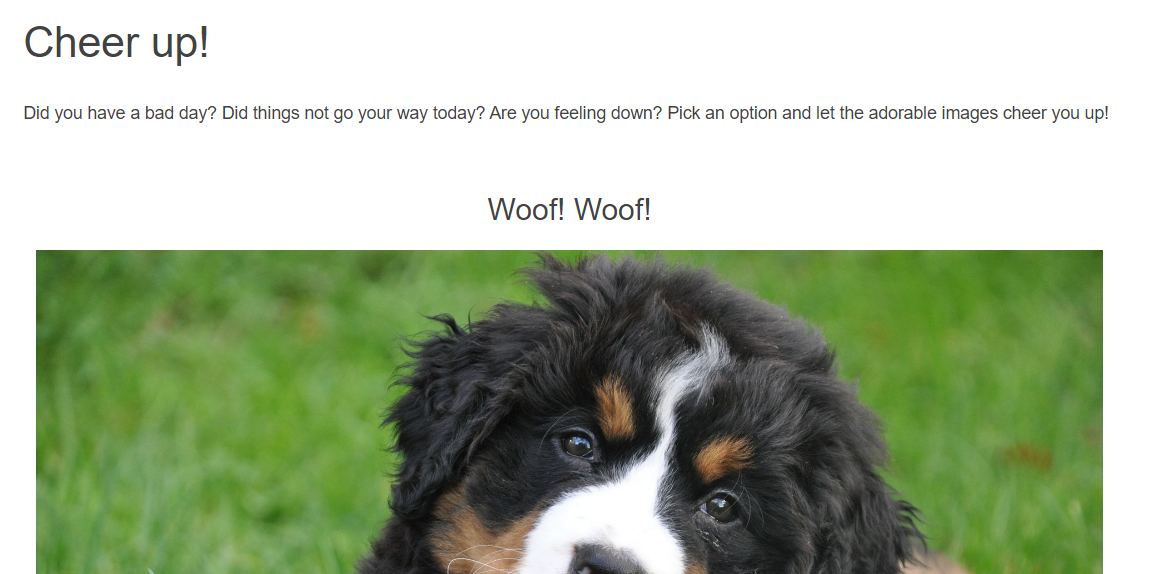 Cheer up!
Did you have a bad day? Did things not go your way today? Are you feeling down? Pick an option and let the adorable images cheer you up!
Woof! Woof!